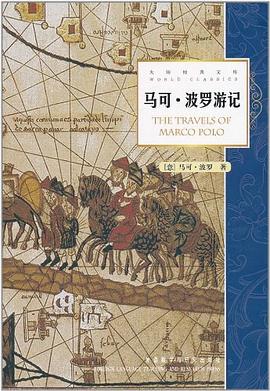 大师经典文库
WORLD CLASSICS
马可·波罗游记
THE TRAVELS OF
MARCO POLO
[意] 马可·波罗 著
外语教学与研究出版社
FOREIGN LANGUAGE TEACHING AND RESEARCH PRESS